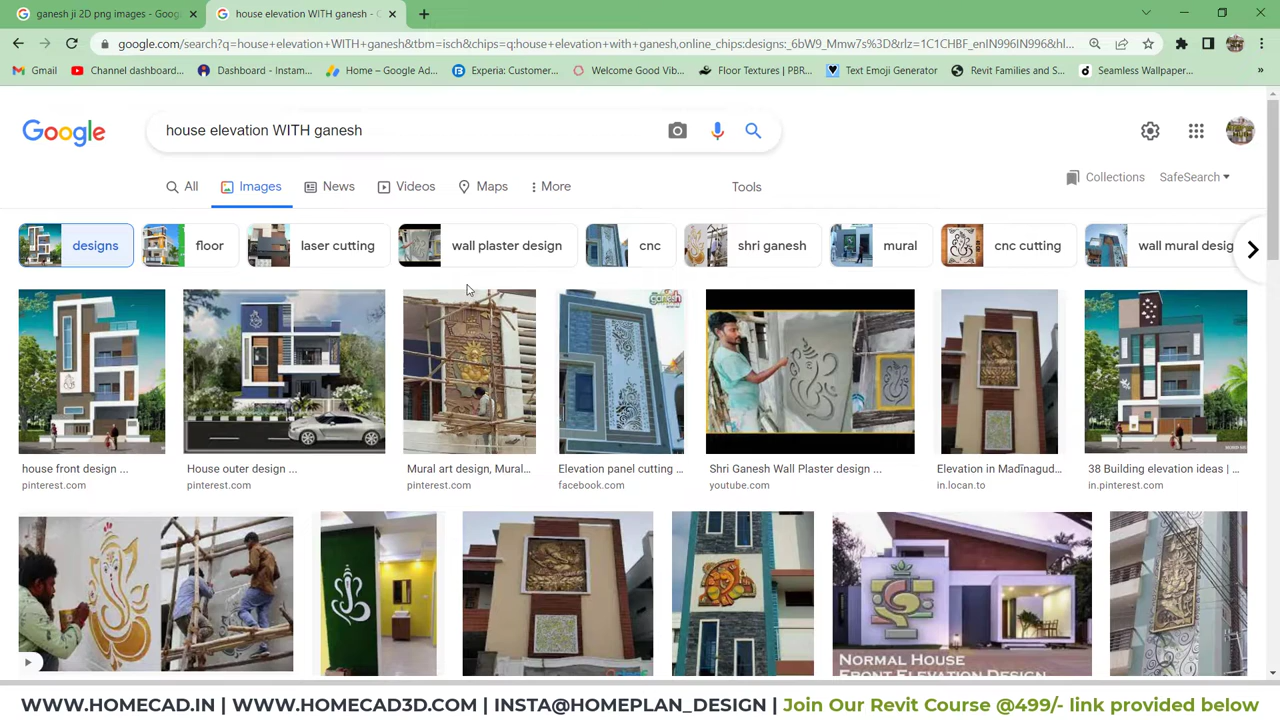 ganesh ji 2D png images - Goog
house elevation WITH ganesh - G
google.com/search?q=house+elevation+WITH+ganesh&tbm=isch&chips=q:house+elevation+with+ganesh,online_chips:designs:_6bW9_Mmw7s%3D&rlz=1C1CHBF_enIN996IN996&hl...
Gmail
Channel dashboard...
Dashboard - Instam...
Home – Google Ad...
Experia: Customer...
Welcome Good Vib...
Floor Textures | PBR...
Text Emoji Generator
Revit Families and S...
Seamless Wallpaper...
»
Google
house elevation WITH ganesh
All
Images
News
Videos
Maps
More
Tools
Collections
SafeSearch
designs
floor
laser cutting
wall plaster design
cnc
shri ganesh
mural
cnc cutting
wall mural desig
ganesh
house front design ...
pinterest.com
House outer design ...
pinterest.com
Mural art design, Mural...
pinterest.com
Elevation panel cutting ...
facebook.com
Shri Ganesh Wall Plaster design ...
youtube.com
Elevation in Madinagud...
in.locan.to
38 Building elevation ideas | ...
in.pinterest.com
NORMAL HOUSE
FRONT ELEVATION DESIGN
WWW.HOMECAD.IN | WWW.HOMECAD3D.COM | INSTA@HOMEPLAN_DESIGN | Join Our Revit Course @499/- link provided below